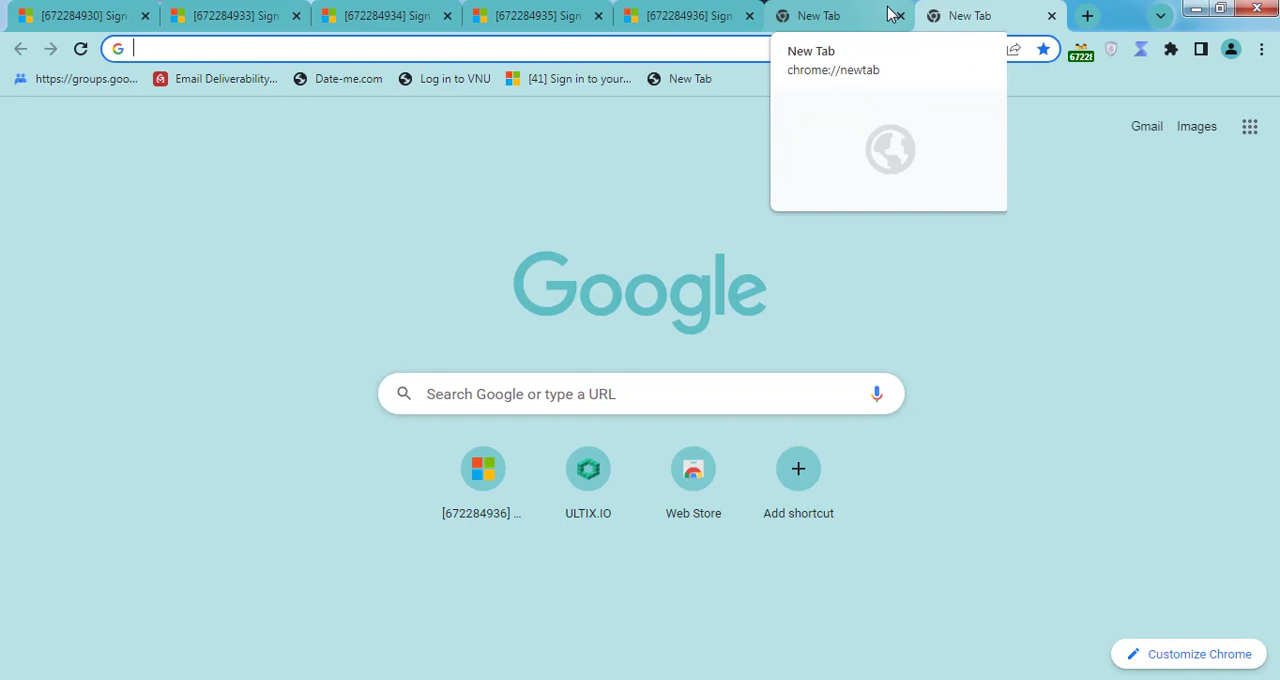 [672284930] Sign
[672284933] Sign
[672284934] Sign
[672284935] Sign
[672284936] Sign
New Tab
New Tab
New Tab
chrome://newtab
67228
https://groups.goo...
Email Deliverability...
Date-me.com
Log in to VNU
[41] Sign in to your...
New Tab
Gmail
Images
Google
Search Google or type a URL
[672284936] ...
ULTIX.IO
Web Store
Add shortcut
Customize Chrome